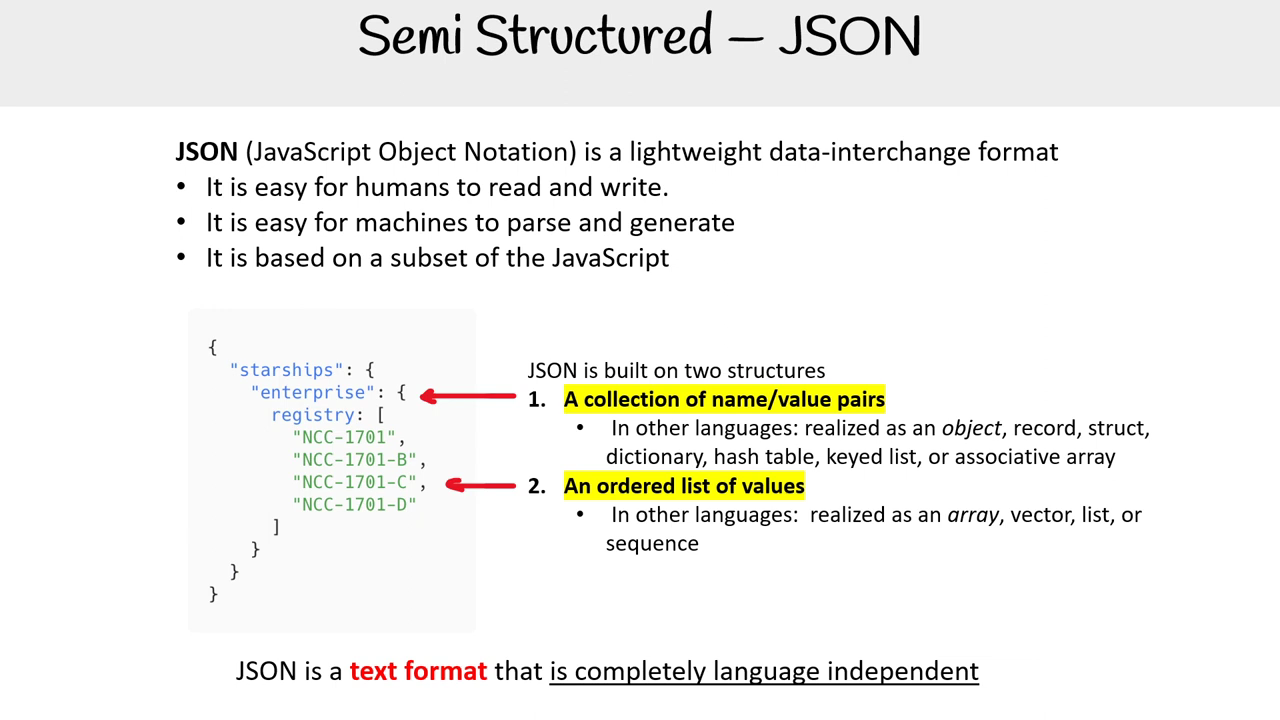 Semi Structured – JSON
JSON (JavaScript Object Notation) is a lightweight data-interchange format
• It is easy for humans to read and write.
• It is easy for machines to parse and generate
• It is based on a subset of the JavaScript
{
"starships": {
"enterprise": {
registry: [
"NCC-1701",
"NCC-1701-B",
"NCC-1701-C",
"NCC-1701-D"
]
}
}
}
JSON is built on two structures
1. A collection of name/value pairs
• In other languages: realized as an object, record, struct,
dictionary, hash table, keyed list, or associative array
2. An ordered list of values
• In other languages: realized as an array, vector, list, or
sequence
JSON is a text format that is completely language independent